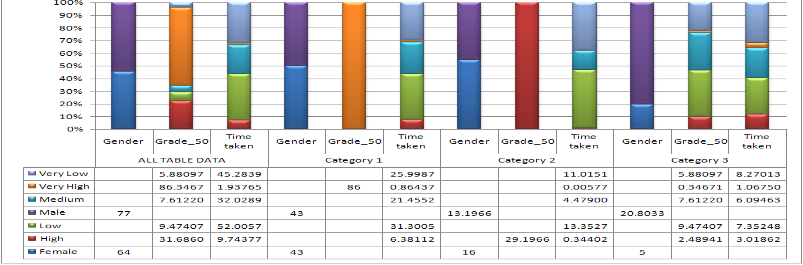 100%
90%
80%
70%
60%
50%
40%
30%
20%
10%
0%
Gender Grade_50 Time taken Gender Grade_50 Time taken Gender Grade_50 Time taken Gender Grade_50 Time taken
ALL TABLE DATA Category 1 Category 2 Category 3
Very Low 5.88097 45.2839 25.9987 11.0151 5.88097 8.27013
Very High 86.3467 1.93765 86 0.86437 0.00577 0.34671 1.06750
Medium 7.61220 32.0289 21.4552 4.47900 7.61220 6.09463
Male 77 43 13.1966 20.8033
Low 9.47407 52.0057 31.3005 13.3527 9.47407 7.35248
High 31.6860 9.74377 6.38112 29.1966 0.34402 2.48941 3.01862
Female 64 43 16 5